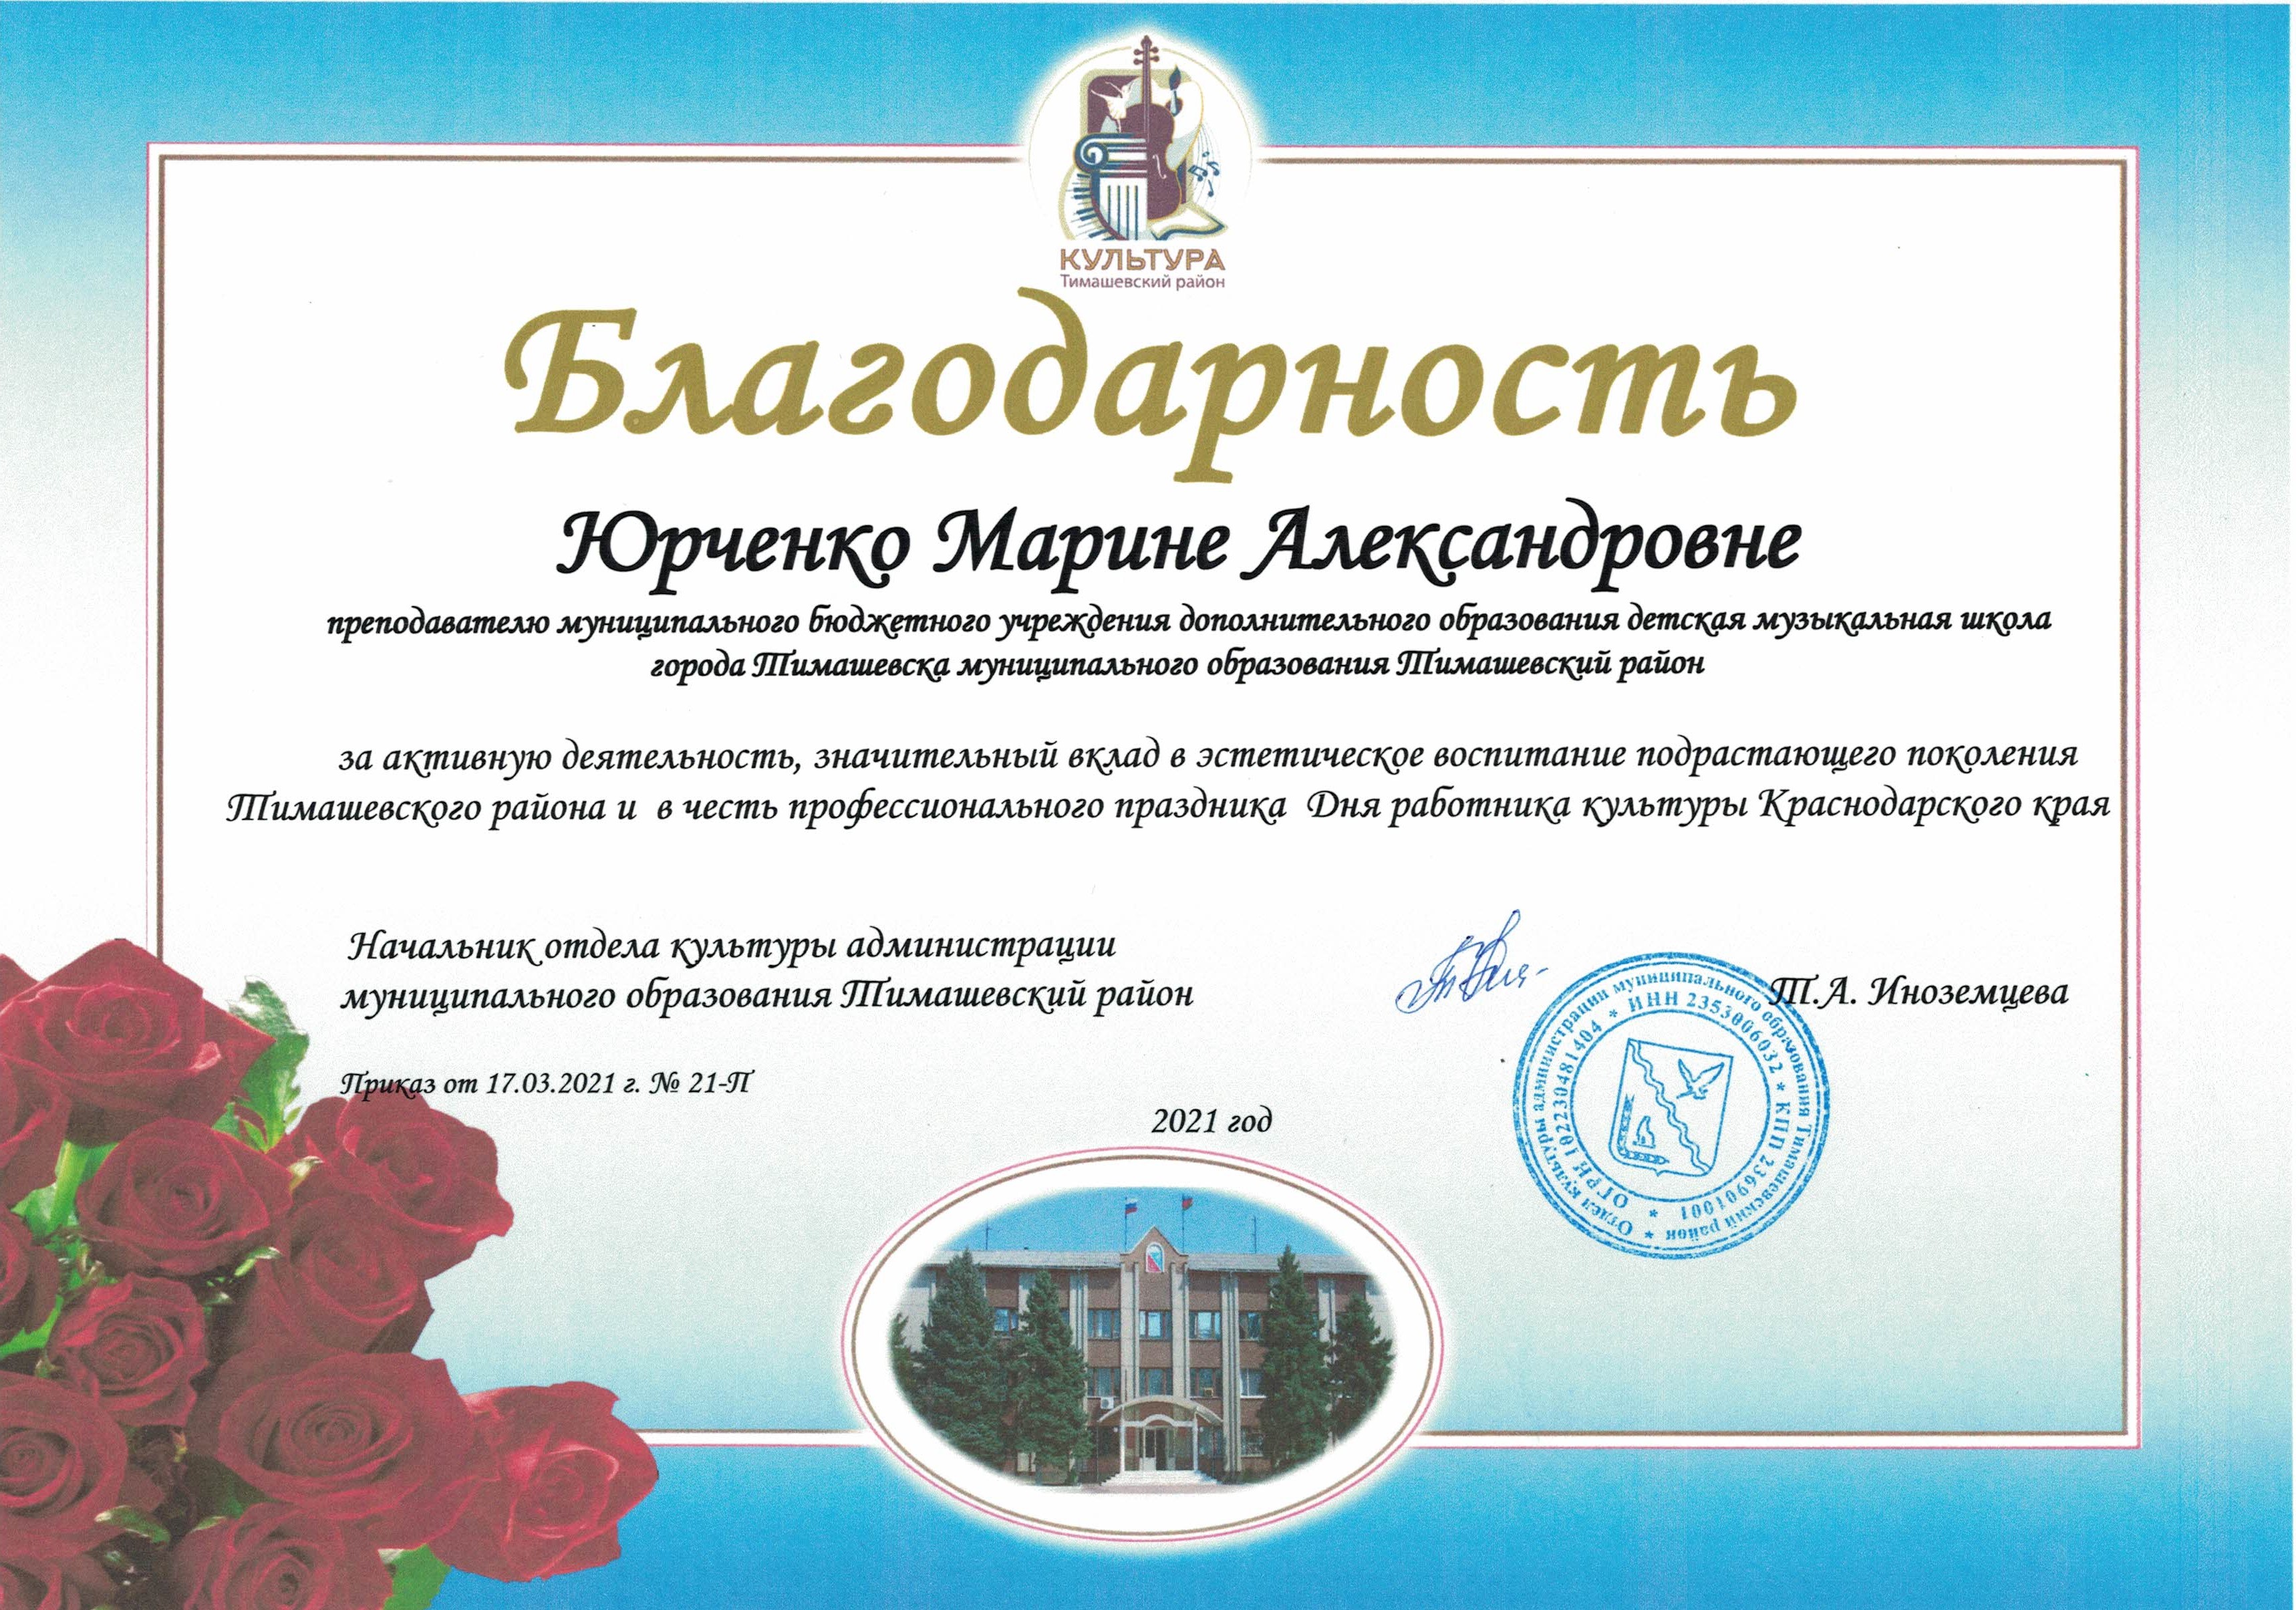 КУЛЬТУРА
Тимашевский район
Благодарность
Юрченко Марине Александровне
преподавателю муниципального бюджетного учреждения дополнительного образования детская музыкальная школа
города Тимашевска муниципального образования Тимашевский район
за активную деятельность, значительный вклад в эстетическое воспитание подрастающего поколения
Тимашевского района и в честь профессионального праздника Дня работника культуры Краснодарского края
Начальник отдела культуры администрации
муниципального образования Тимашевский район
Т.А. Иноземцева
Приказ от 17.03.2021 г. № 21-П
2021 год
* Отдел культуры администрации муниципального образования Тимашевский район
* ОГРН 1022304881404 * ИНН 2353006032 * КПП 236901001